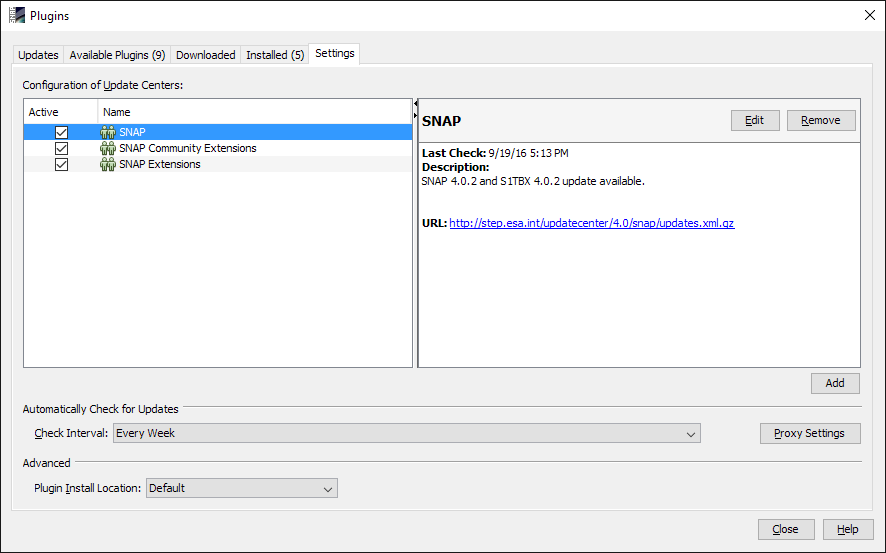 Plugins
Updates Available Plugins (9) Downloaded Installed (5) Settings
Configuration of Update Centers:
Active Name
SNAP
SNAP Community Extensions
SNAP Extensions
SNAP Edit Remove
Last Check: 9/19/16 5:13 PM
Description:
SNAP 4.0.2 and S1TBX 4.0.2 update available.
URL: http://step.esa.int/updatecenter/4.0/snap/updates.xml.gz
Add
Automatically Check for Updates
Check Interval: Every Week Proxy Settings
Advanced
Plugin Install Location: Default
Close Help